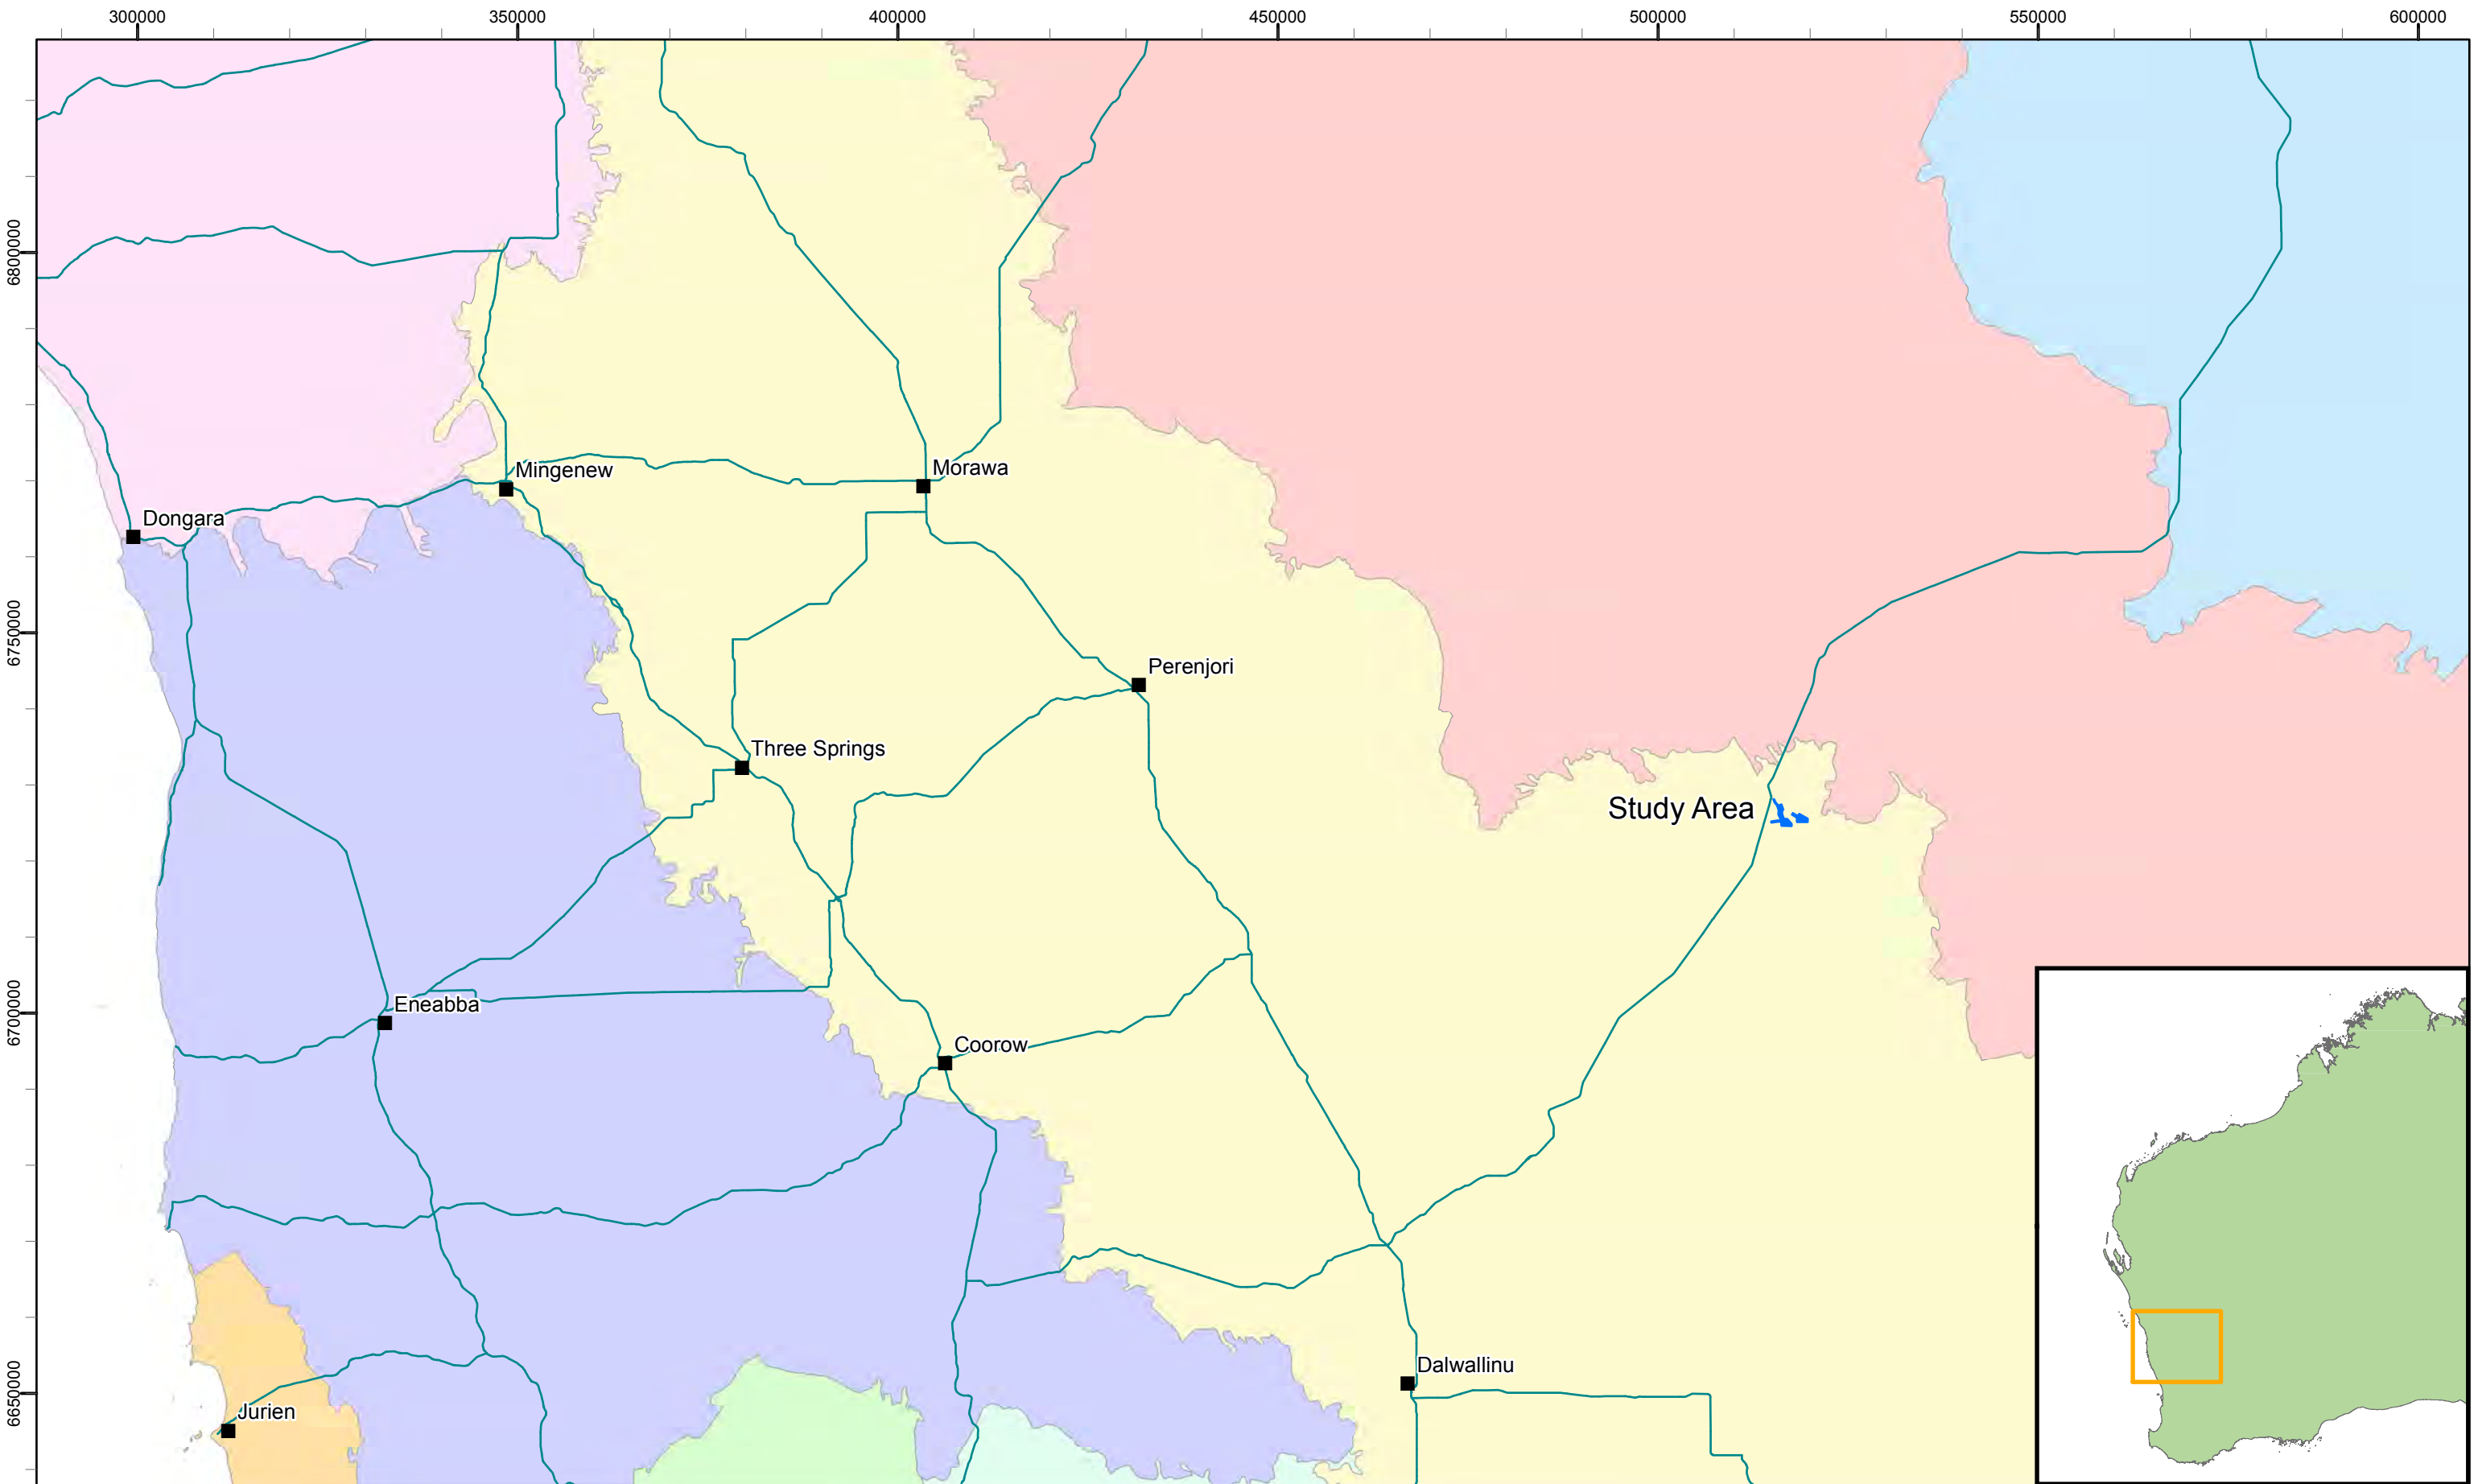 300000 350000 400000 450000 500000 550000 600000
6800000
Mingenew
Morawa
Dongara
6750000
Perenjori
Three Springs
Study Area
6700000
Eneabba
Coorow
6650000
Dalwallinu
Jurien